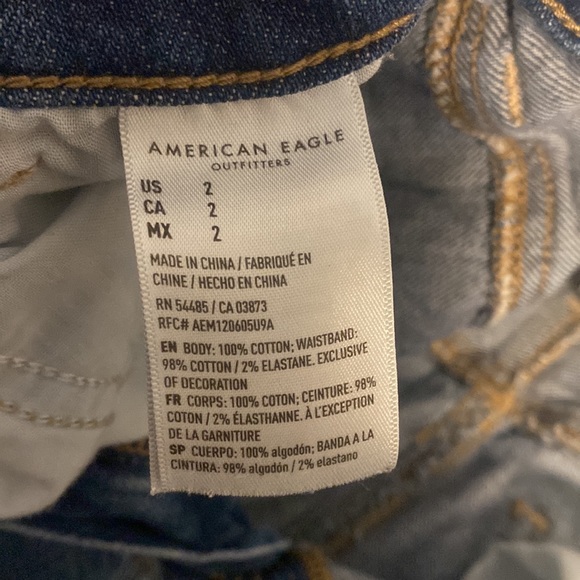 AMERICAN EAGLE
OUTFITTERS
US 2
CA 2
MX 2
MADE IN CHINA / FABRIQUÉ EN
CHINE / HECHO EN CHINA
RN 54485 / CA 03873
RFC# AEM120605U9A
EN BODY: 100% COTTON; WAISTBAND:
98% COTTON / 2% ELASTANE. EXCLUSIVE
OF DECORATION
FR CORPS: 100% COTON; CEINTURE: 98%
COTON / 2% ÉLASTHANNE. À L'EXCEPTION
DE LA GARNITURE
SP CUERPO: 100% algodón; BANDA A LA
CINTURA: 98% algodón / 2% elastano